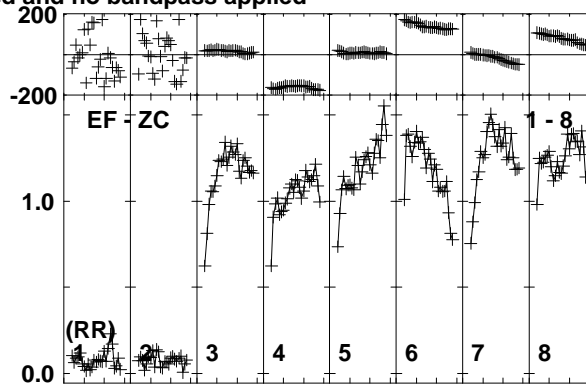 d and no bandpass applied
200
-200
EF - ZC
1 - 8
1.0
(RR)
1 2 3 4 5 6 7 8
0.0